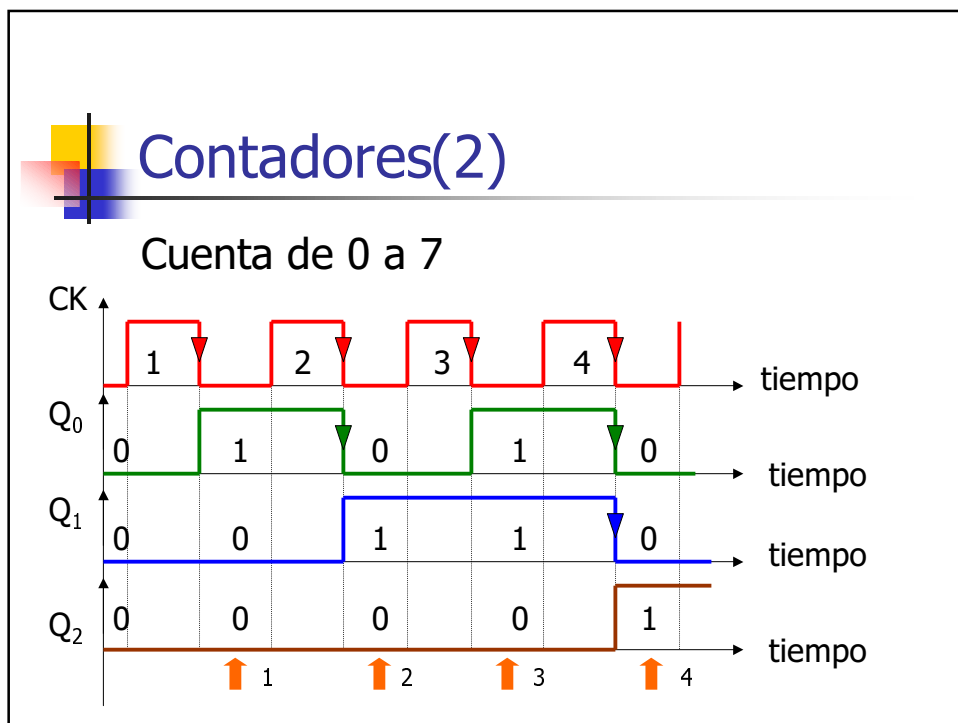 Contadores(2)
Cuenta de 0 a 7
CK
1 2 3 4
tiempo
Q0
0 1 0 1 0
tiempo
Q1
0 0 1 1 0
tiempo
Q2
0 0 0 0 1
tiempo
1 2 3 4